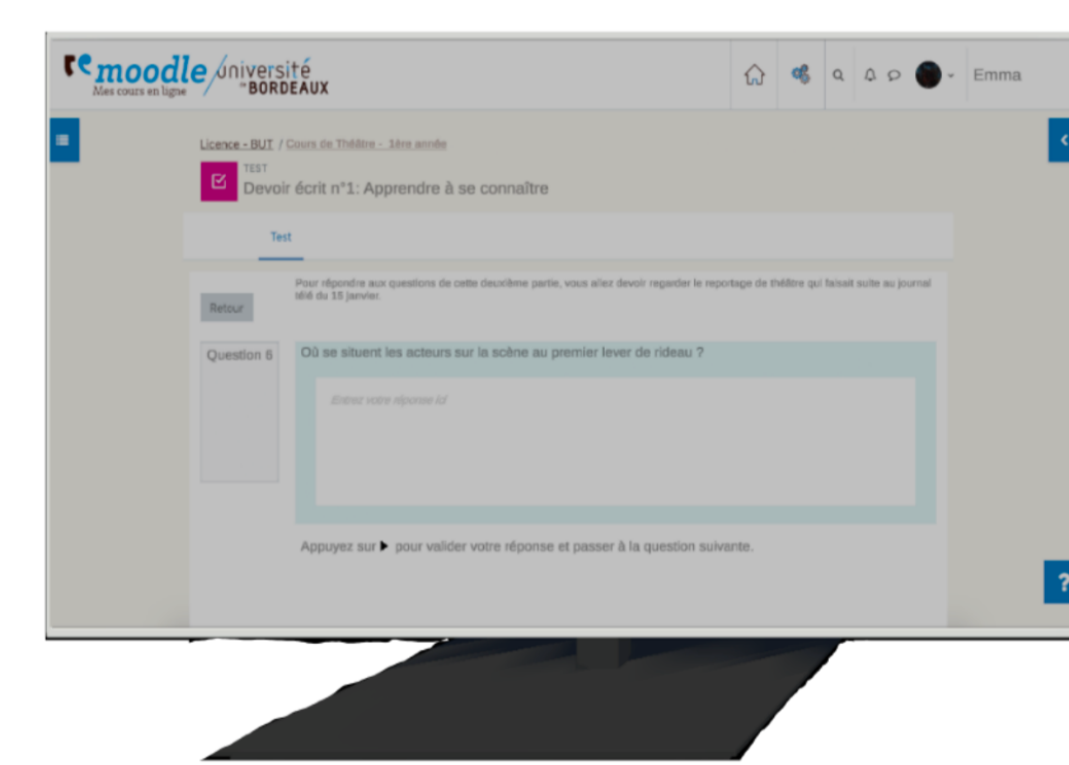 moodle université
Mes cours en ligne de BORDEAUX
Emma
Licence - BUT / Cours de Théâtre - 1ère année
TEST
Devoir écrit n°1: Apprendre à se connaître
Test
Pour répondre aux questions de cette deuxième partie, vous allez devoir regarder le reportage de théâtre qui faisait suite au journal
télé du 15 janvier.
Retour
Question 6
Où se situent les acteurs sur la scène au premier lever de rideau ?
Entrez votre réponse ici
Appuyez sur pour valider votre réponse et passer à la question suivante.
?